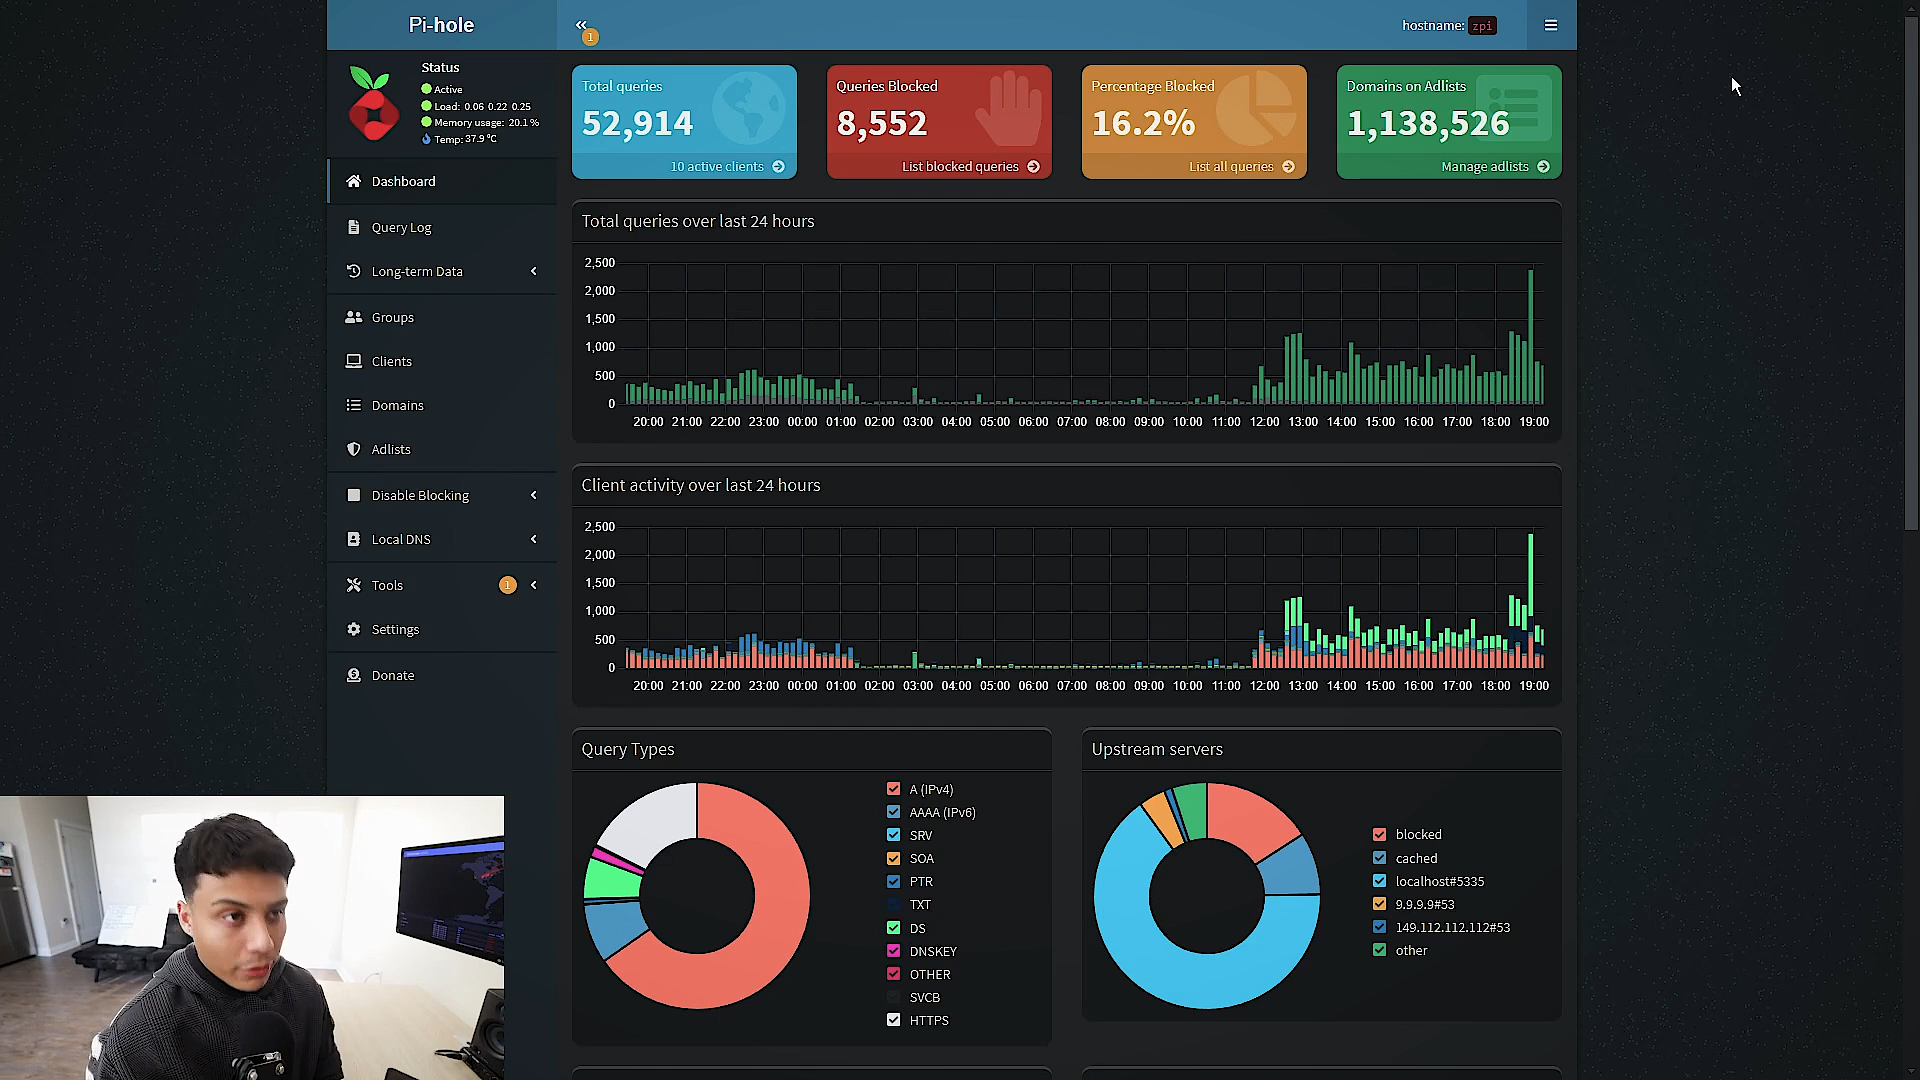 Pi-hole
1
hostname: zpi
Status
Active
Load: 0.06 0.22 0.25
Memory usage: 20.1 %
Temp: 37.9 °C
Total queries
52,914
10 active clients
Queries Blocked
8,552
List blocked queries
Percentage Blocked
16.2%
List all queries
Domains on Adlists
1,138,526
Manage adlists
Dashboard
Query Log
Long-term Data
Groups
Clients
Domains
Adlists
Disable Blocking
Local DNS
Tools 1
Settings
Donate
Total queries over last 24 hours
2,500
2,000
1,500
1,000
500
0
20:00 21:00 22:00 23:00 00:00 01:00 02:00 03:00 04:00 05:00 06:00 07:00 08:00 09:00 10:00 11:00 12:00 13:00 14:00 15:00 16:00 17:00 18:00 19:00
Client activity over last 24 hours
2,500
2,000
1,500
1,000
500
0
20:00 21:00 22:00 23:00 00:00 01:00 02:00 03:00 04:00 05:00 06:00 07:00 08:00 09:00 10:00 11:00 12:00 13:00 14:00 15:00 16:00 17:00 18:00 19:00
Query Types
A (IPv4)
AAAA (IPv6)
SRV
SOA
PTR
TXT
DS
DNSKEY
OTHER
SVCB
HTTPS
Upstream servers
blocked
cached
localhost#5335
9.9.9.9#53
149.112.112.112#53
other